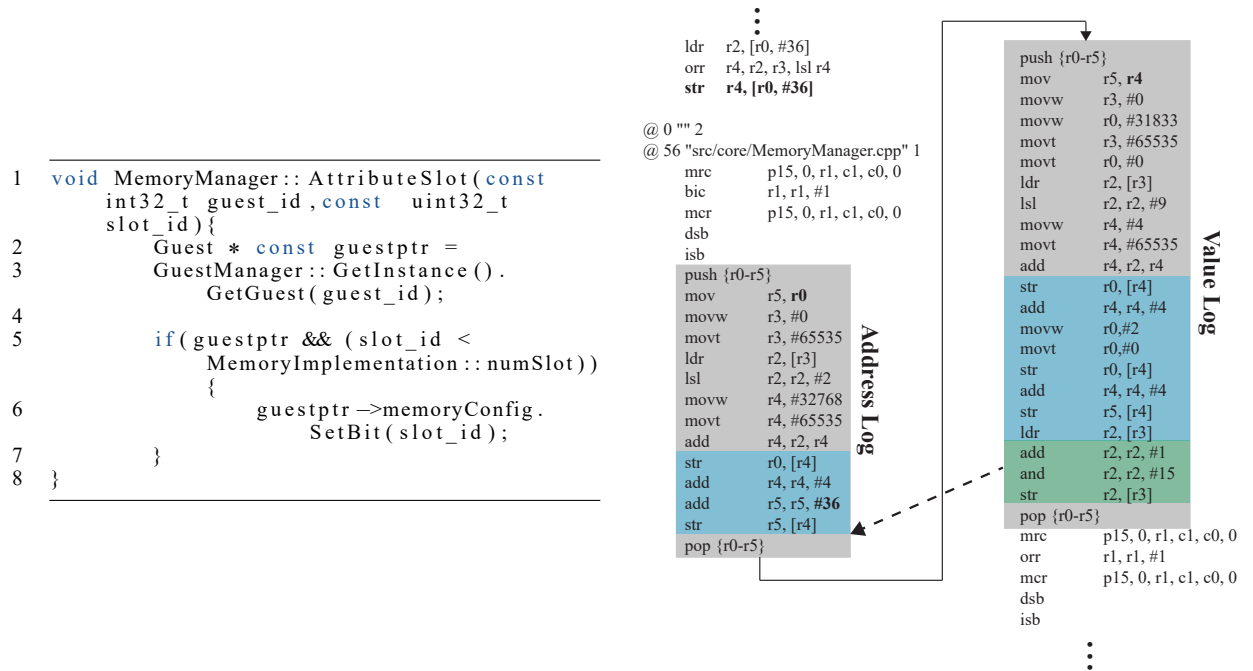 1 void MemoryManager::AttributeSlot(const
int32_t guest_id,const uint32_t
slot_id){
2 Guest * const guestptr =
3 GuestManager::GetInstance().
GetGuest(guest_id);
4
5 if(guestptr && (slot_id <
MemoryImplementation::numSlot))
{
6 guestptr->memoryConfig.
SetBit(slot_id);
7 }
8 }
ldr r2, [r0, #36]
orr r4, r2, r3, lsl r4
str r4, [r0, #36]
@ 0 "" 2
@ 56 "src/core/MemoryManager.cpp" 1
mrc p15, 0, r1, c1, c0, 0
bic r1, r1, #1
mcr p15, 0, r1, c1, c0, 0
dsb
isb
push {r0-r5}
mov r5, r0
movw r3, #0
movt r3, #65535
ldr r2, [r3]
lsl r2, r2, #2
movw r4, #32768
movt r4, #65535
add r4, r2, r4
str r0, [r4]
add r4, r4, #4
add r5, r5, #36
str r5, [r4]
pop {r0-r5}
Address Log
push {r0-r5}
mov r5, r4
movw r3, #0
movw r0, #31833
movt r3, #65535
movt r0, #0
ldr r2, [r3]
lsl r2, r2, #9
movw r4, #4
movt r4, #65535
add r4, r2, r4
str r0, [r4]
add r4, r4, #4
movw r0,#2
movt r0,#0
str r0, [r4]
add r4, r4, #4
str r5, [r4]
ldr r2, [r3]
add r2, r2, #1
and r2, r2, #15
str r2, [r3]
pop {r0-r5}
mrc p15, 0, r1, c1, c0, 0
orr r1, r1, #1
mcr p15, 0, r1, c1, c0, 0
dsb
isb
Value Log